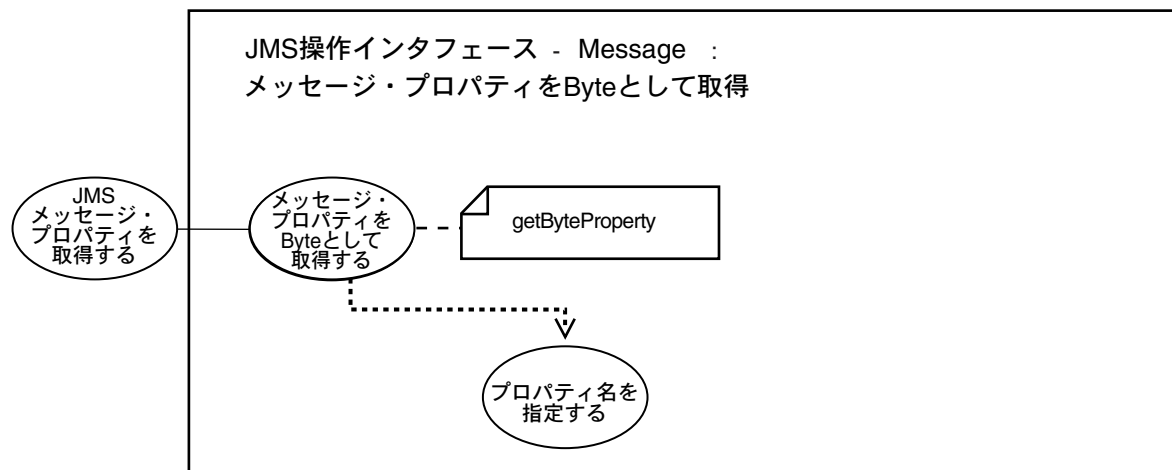 JMS操作インタフェース - Message :
メッセージ・プロパティをByteとして取得
JMS
メッセージ・
プロパティを
取得する
メッセージ・
プロパティを
Byteとして
取得する
getByteProperty
プロパティ名を
指定する